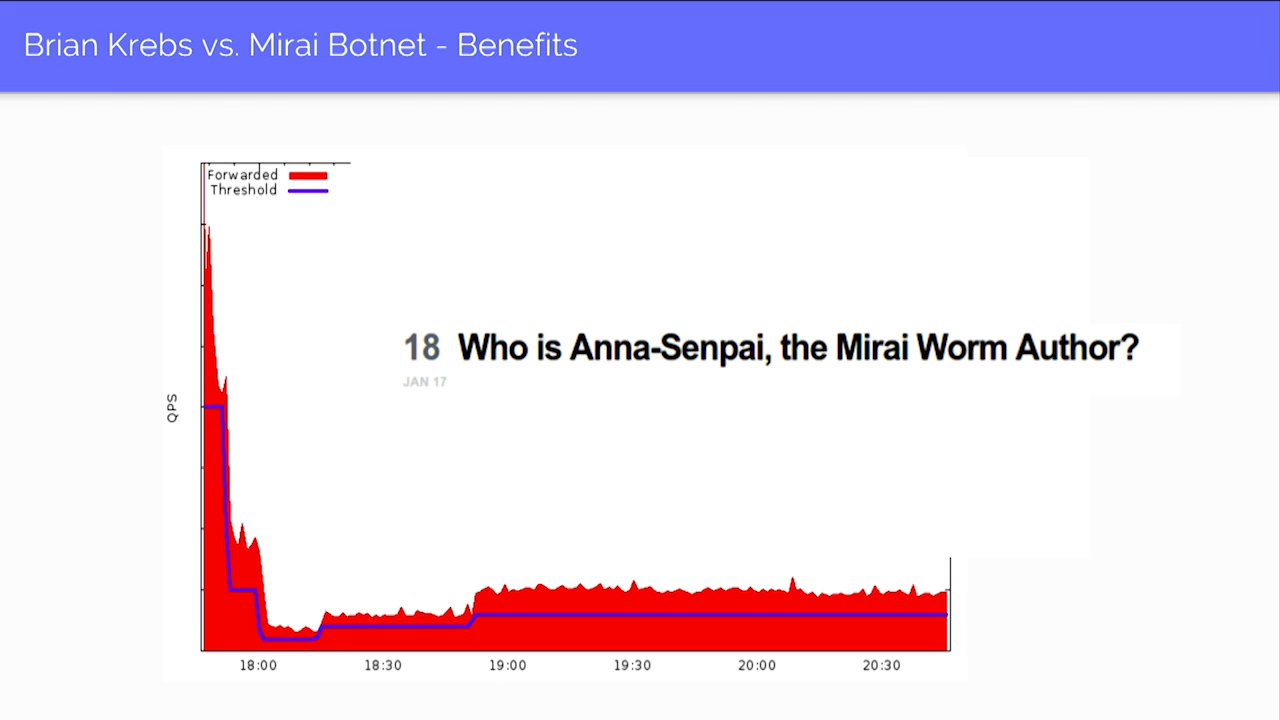 Brian Krebs vs. Mirai Botnet - Benefits
Forwarded
Threshold
18 Who is Anna-Senpai, the Mirai Worm Author?
JAN 17
QPS
18:00 18:30 19:00 19:30 20:00 20:30